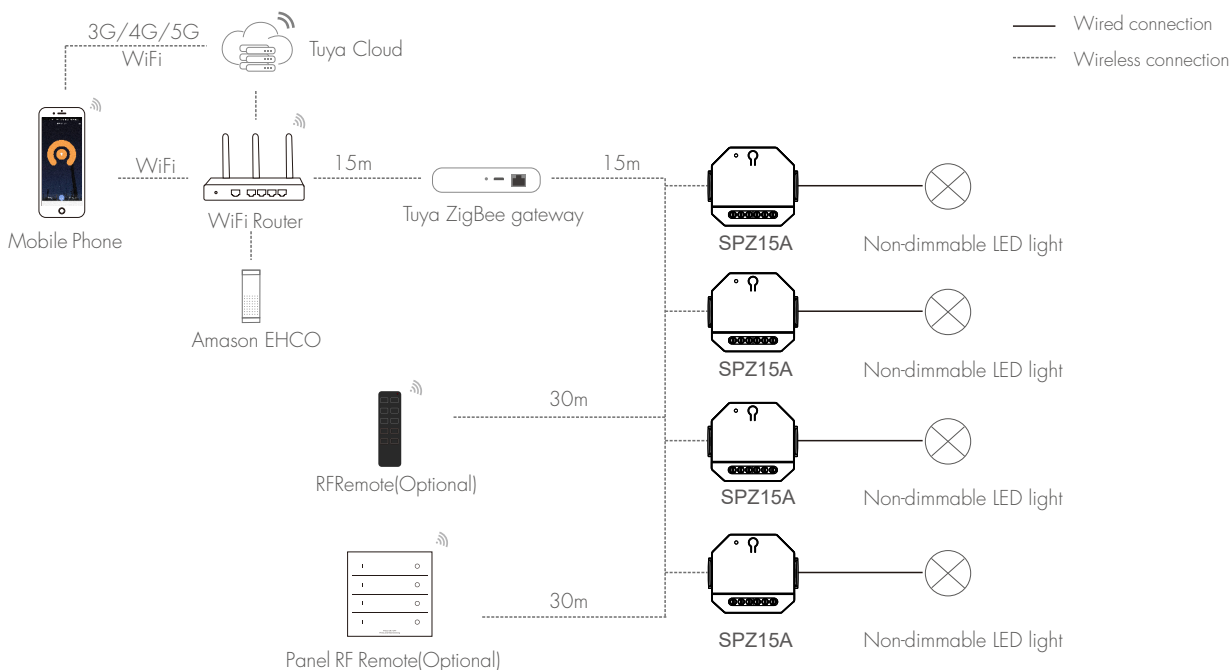 3G/4G/5G
WiFi
Tuya Cloud
Wired connection
Wireless connection
WiFi
15m
15m
WiFi Router
Tuya ZigBee gateway
Mobile Phone
SPZ15A
Non-dimmable LED light
Amason EHCO
SPZ15A
Non-dimmable LED light
30m
RFRemote(Optional)
SPZ15A
Non-dimmable LED light
30m
SPZ15A
Non-dimmable LED light
Panel RF Remote(Optional)